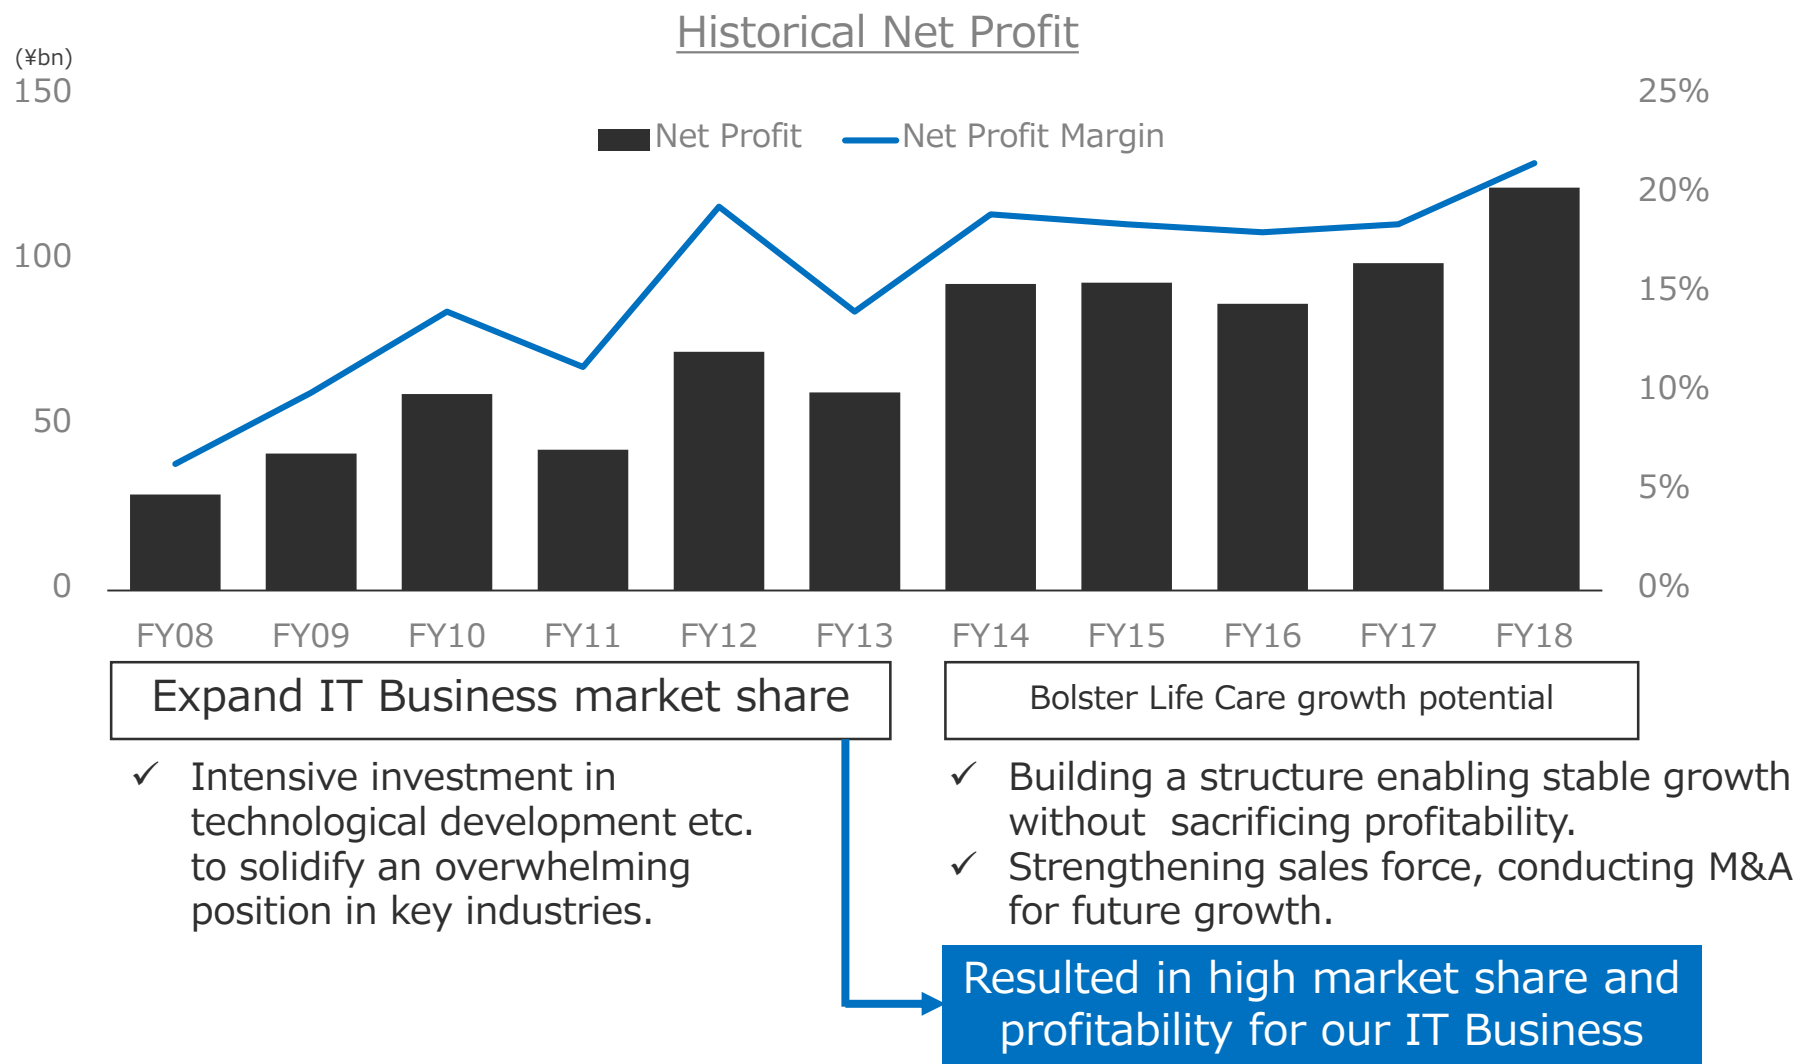 Historical Net Profit
(¥bn)
150
100
50
0
25%
20%
15%
10%
5%
0%
Net Profit
Net Profit Margin
FY08 FY09 FY10 FY11 FY12 FY13 FY14 FY15 FY16 FY17 FY18
Expand IT Business market share
✓ Intensive investment in
technological development etc.
to solidify an overwhelming
position in key industries.
Bolster Life Care growth potential
✓ Building a structure enabling stable growth
without sacrificing profitability.
✓ Strengthening sales force, conducting M&A
for future growth.
Resulted in high market share and
profitability for our IT Business